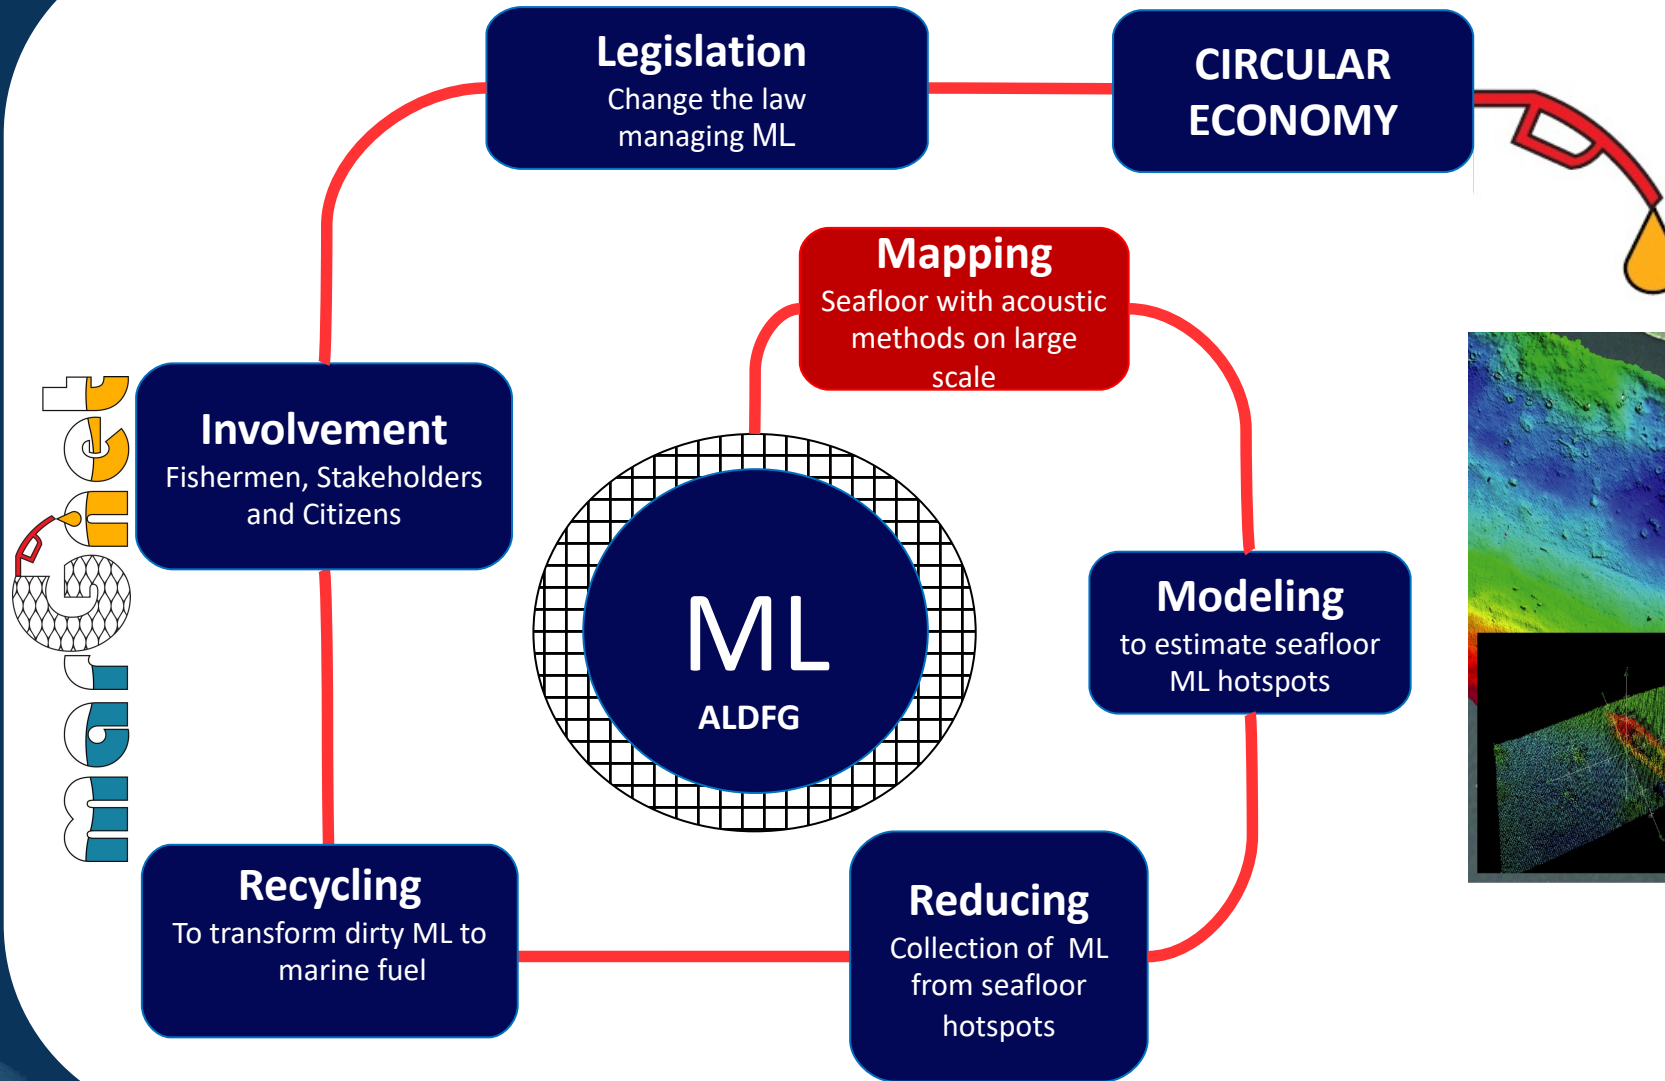 Legislation
Change the law
managing ML
CIRCULAR
ECONOMY
Mapping
Seafloor with acoustic
methods on large
scale
Involvement
Fishermen, Stakeholders
and Citizens
marGnet
ML
ALDFG
Modeling
to estimate seafloor
ML hotspots
Recycling
To transform dirty ML to
marine fuel
Reducing
Collection of ML
from seafloor
hotspots